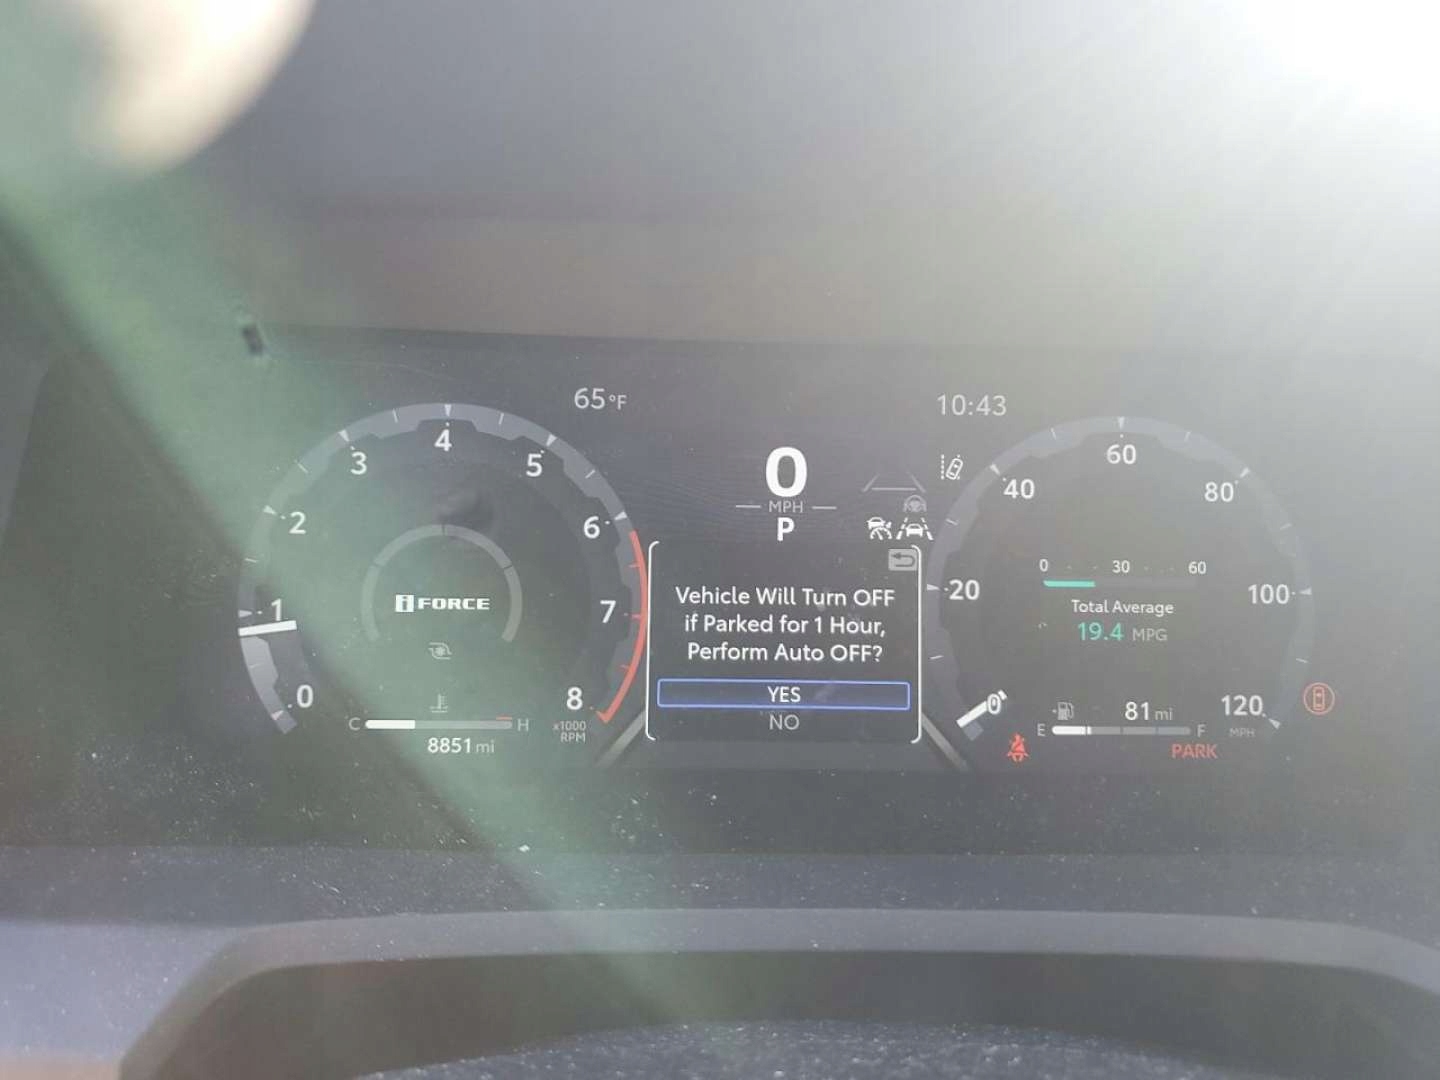 65°F
10:43
0
MPH
P
0
1
2
3
4
5
6
7
8
x1000
RPM
i FORCE
C
H
8851 mi
Vehicle Will Turn OFF
if Parked for 1 Hour,
Perform Auto OFF?
YES
NO
0
20
40
60
80
100
120
MPH
0 30 60
Total Average
19.4 MPG
81 mi
E
F
PARK